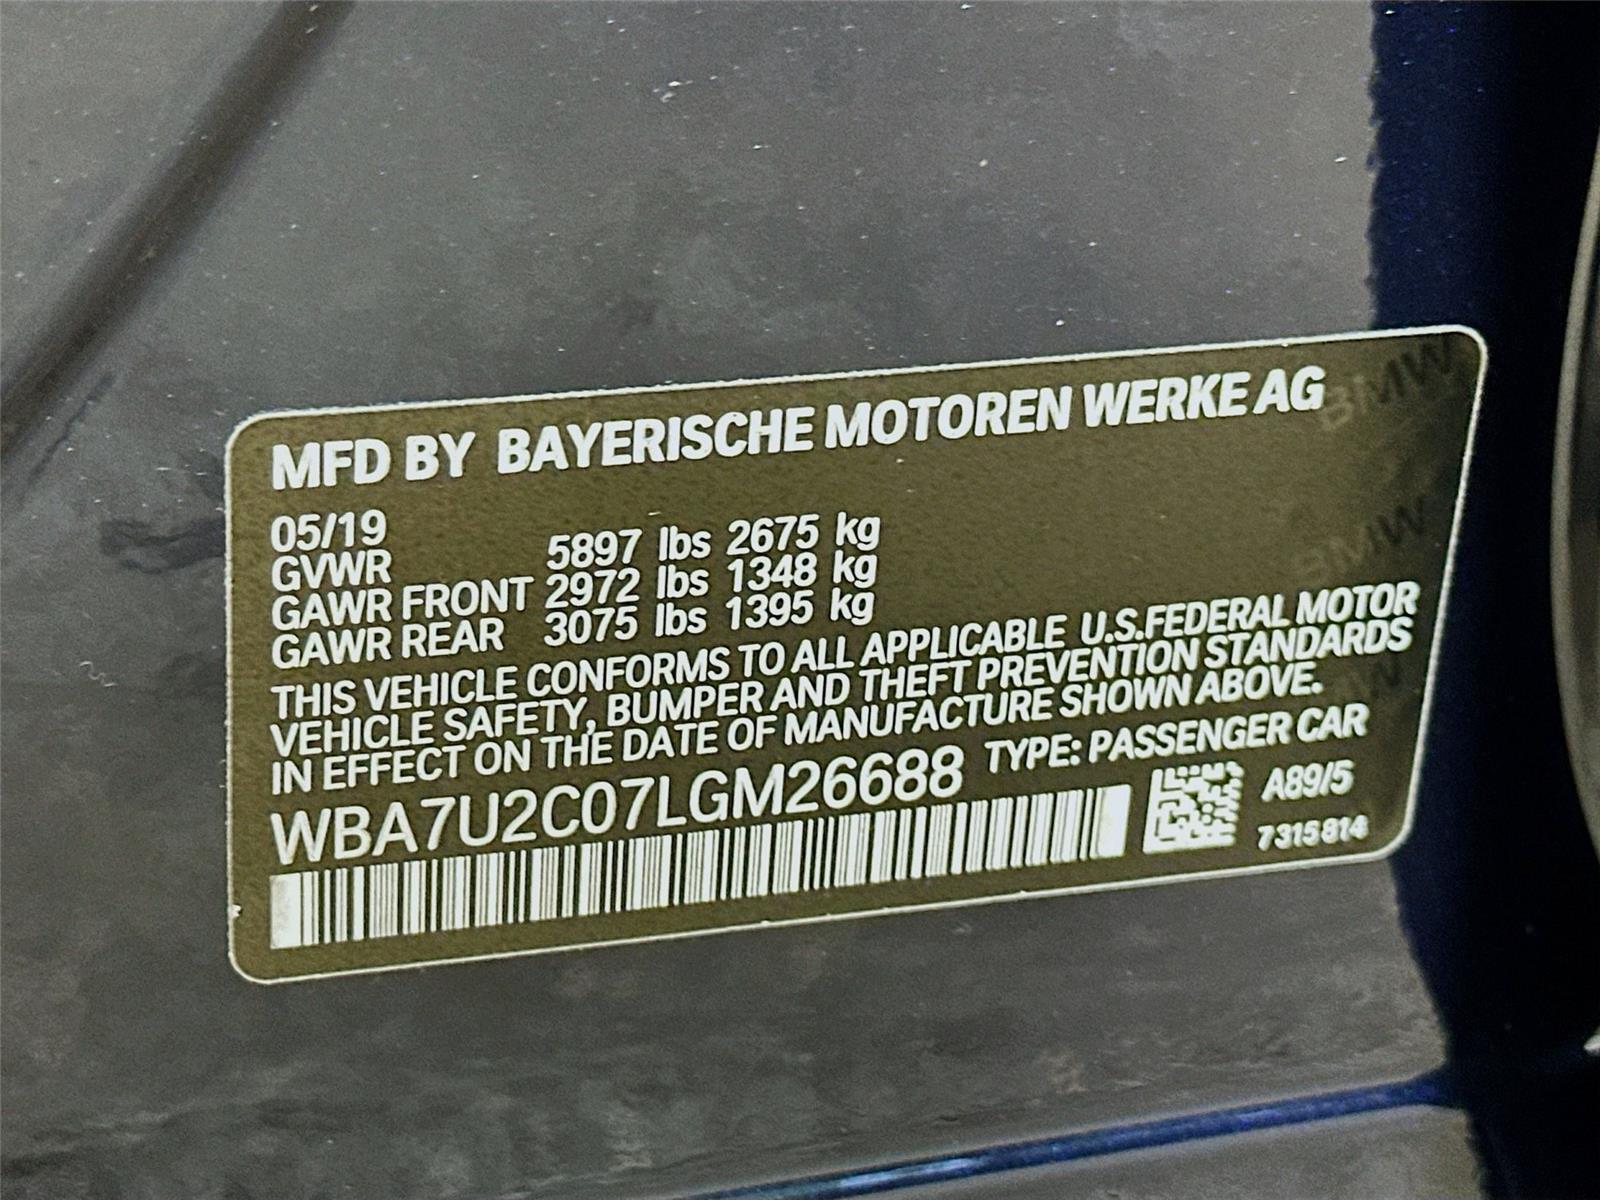 MFD BY BAYERISCHE MOTOREN WERKE AG
BMW
05/19
GVWR 5897 lbs 2675 kg
BMW
GAWR FRONT 2972 lbs 1348 kg
GAWR REAR 3075 lbs 1395 kg
THIS VEHICLE CONFORMS TO ALL APPLICABLE U.S.FEDERAL MOTOR
VEHICLE SAFETY, BUMPER AND THEFT PREVENTION STANDARDS
IN EFFECT ON THE DATE OF MANUFACTURE SHOWN ABOVE.
WBA7U2C07LGM26688 TYPE: PASSENGER CAR
A89/5
7315814